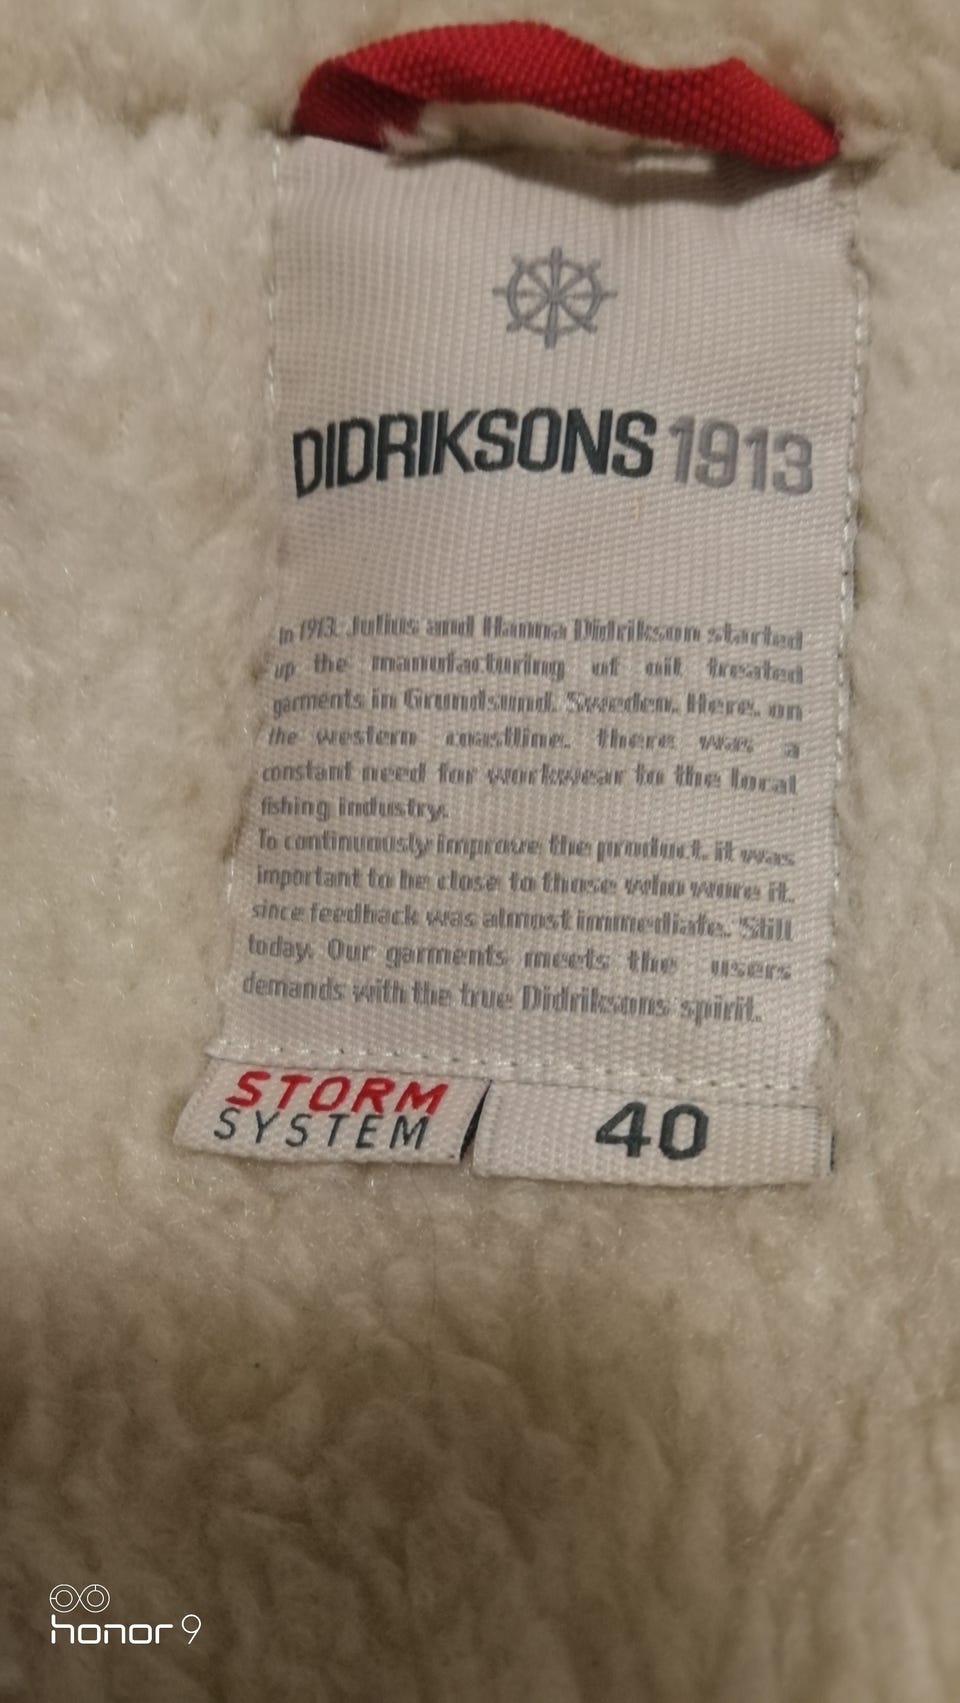 DIDRIKSONS 1913
In 1913. Julius and Hanna Didrikson started
up the manufacturing of oil treated
garments in Grundsund. Sweden. Here. on
the western coastline. there was a
constant need for workwear to the local
fishing industry.
To continuously improve the product. it was
important to be close to those who wore it.
since feedback was almost immediate. Still
today. Our garments meets the users
demands with the true Didriksons spirit.
STORM
SYSTEM
40
honor 9